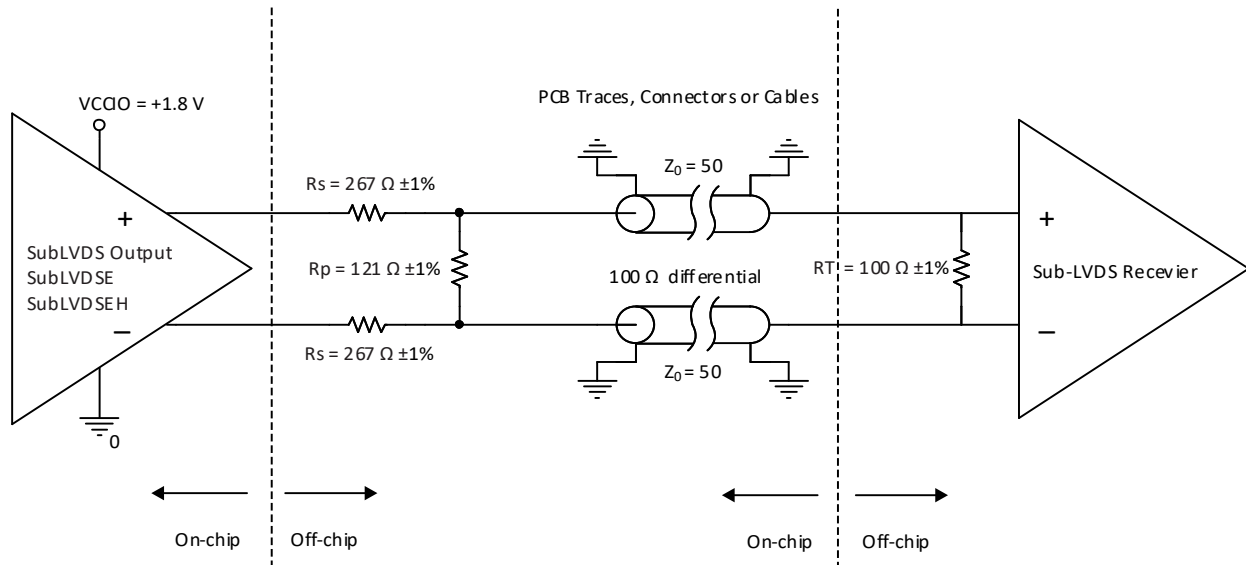 VCCIO = +1.8 V
PCB Traces, Connectors or Cables
Z₀ = 50
Rs = 267 Ω ±1%
+
+
SubLVDS Output
SubLVDSE
SubLVDSEH
Rp = 121 Ω ±1%
100 Ω differential
RT = 100 Ω ±1%
Sub-LVDS Recevier
−
−
Rs = 267 Ω ±1%
Z₀ = 50
0
On-chip
Off-chip
On-chip
Off-chip